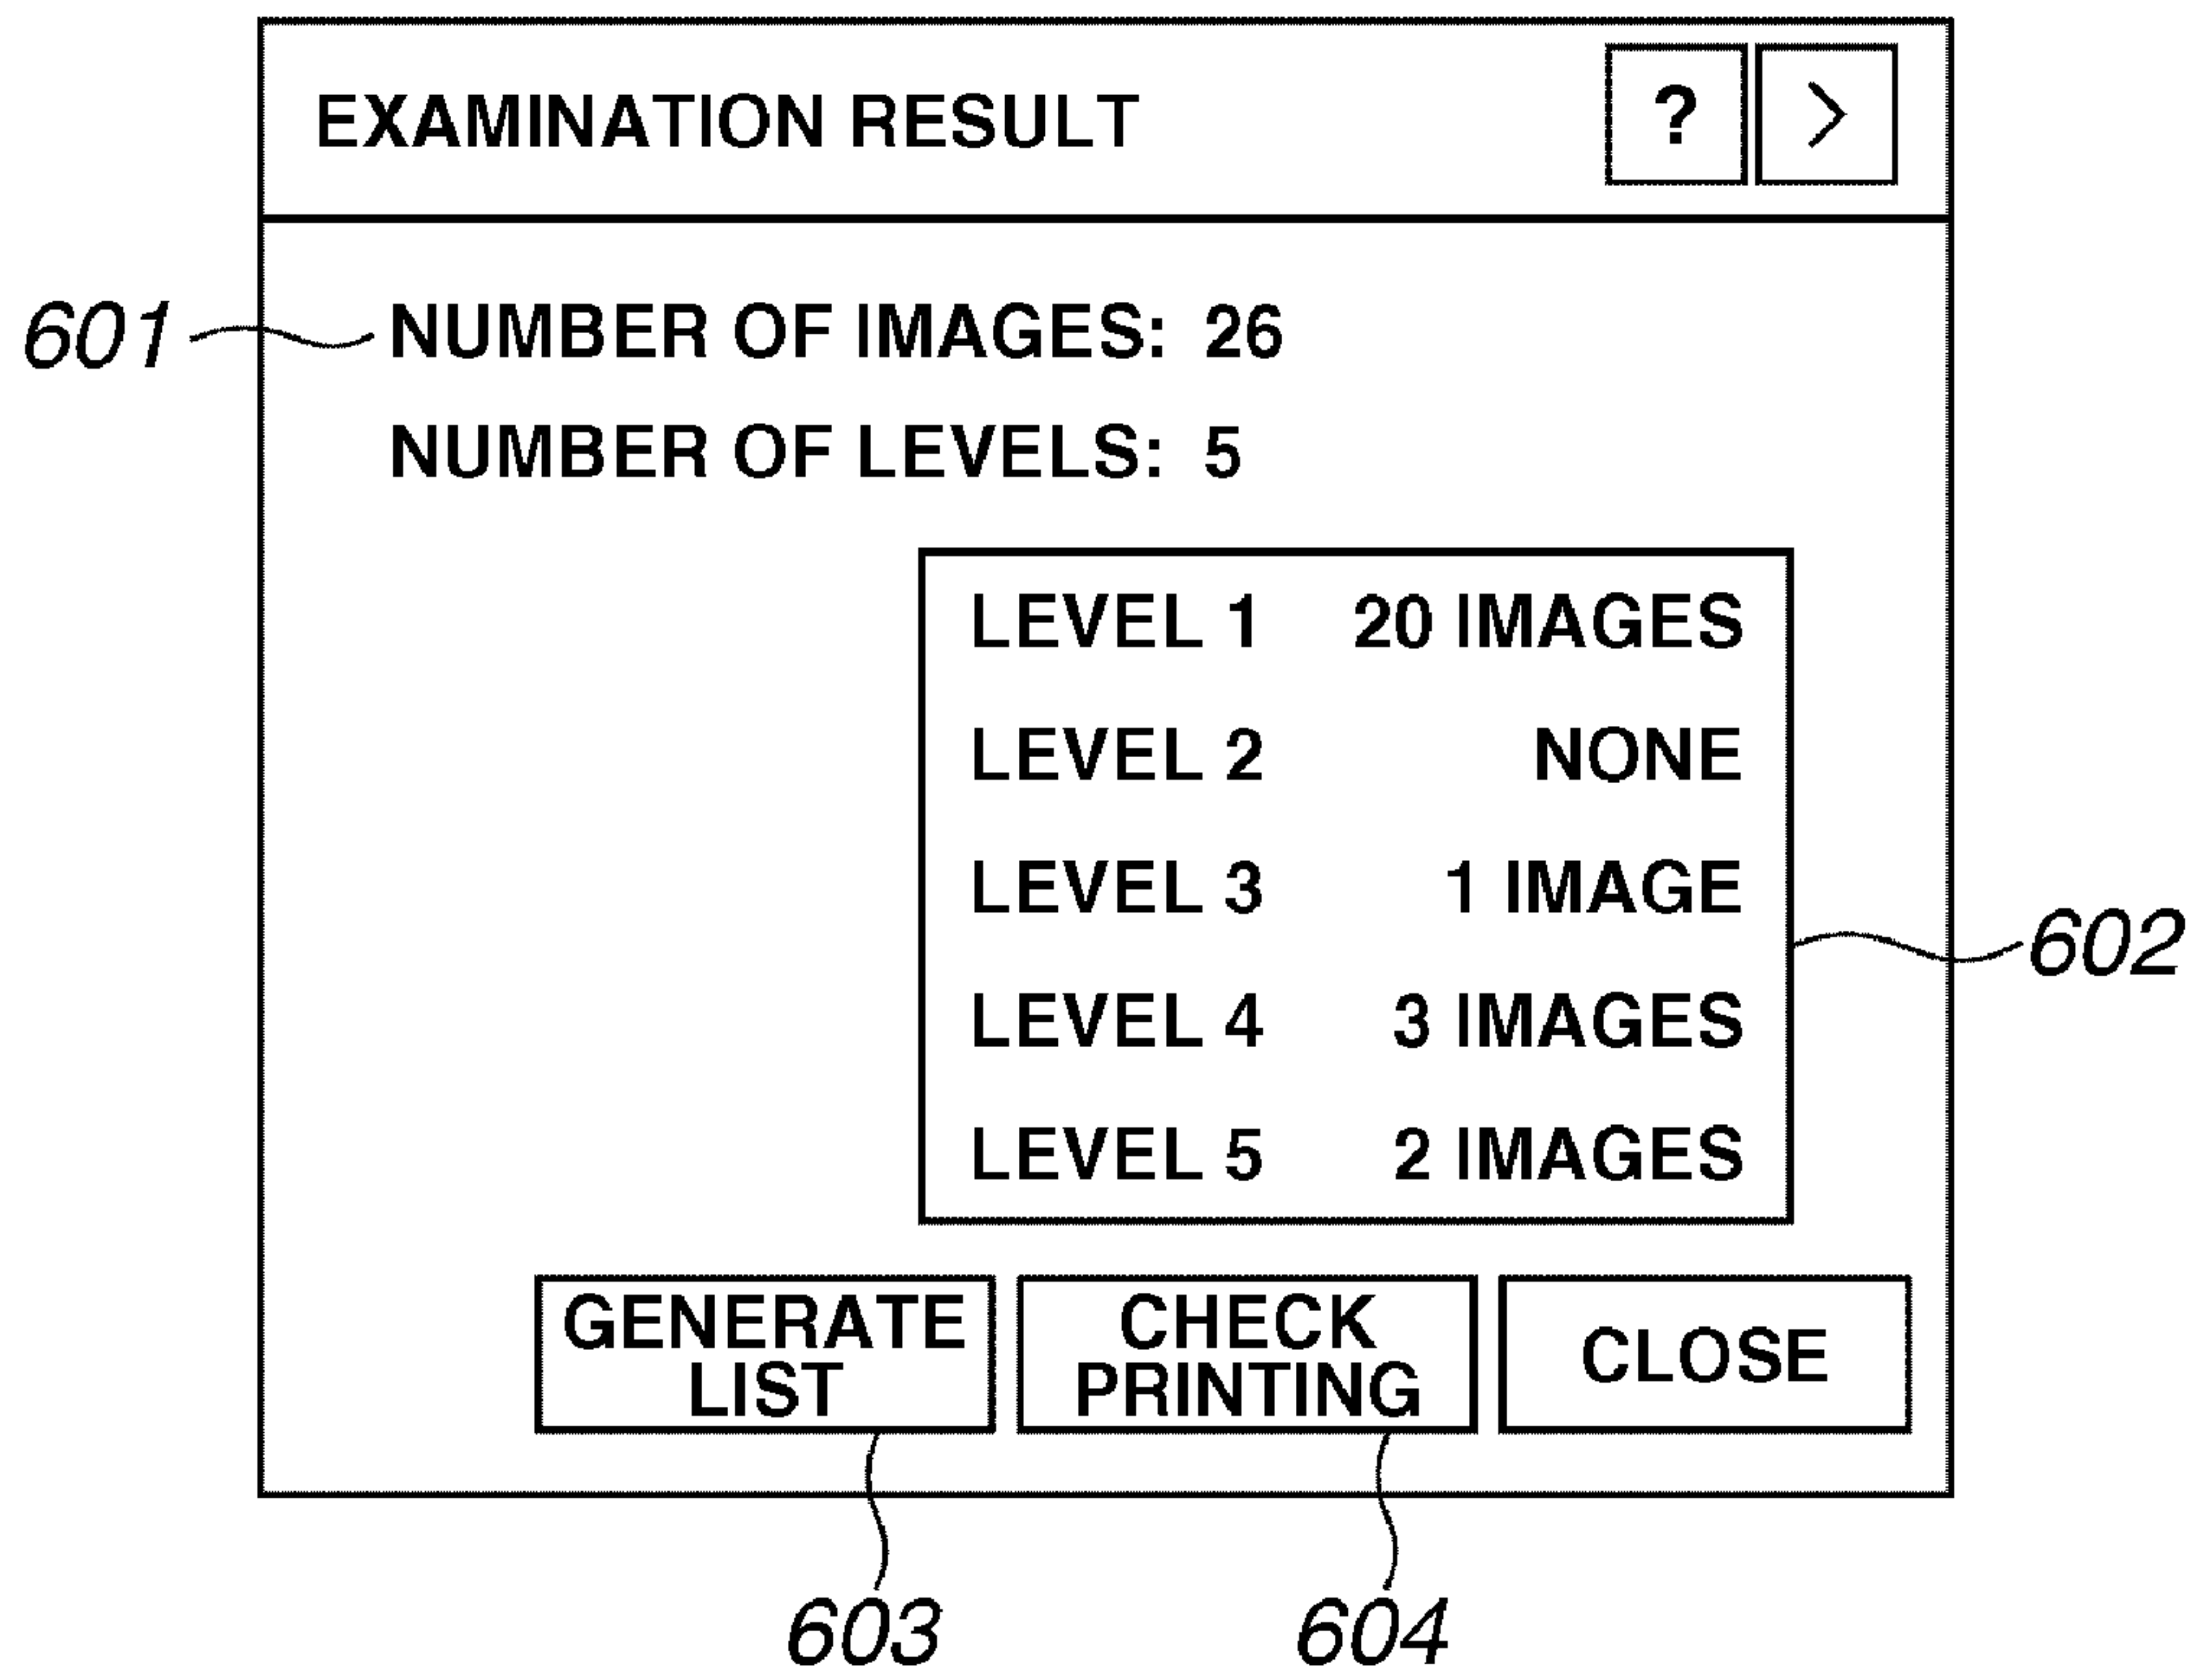 EXAMINATION RESULT ? >
601 NUMBER OF IMAGES: 26
NUMBER OF LEVELS: 5
LEVEL 1 20 IMAGES
LEVEL 2 NONE
LEVEL 3 1 IMAGE
602
LEVEL 4 3 IMAGES
LEVEL 5 2 IMAGES
GENERATE
LIST
CHECK
PRINTING
CLOSE
603 604